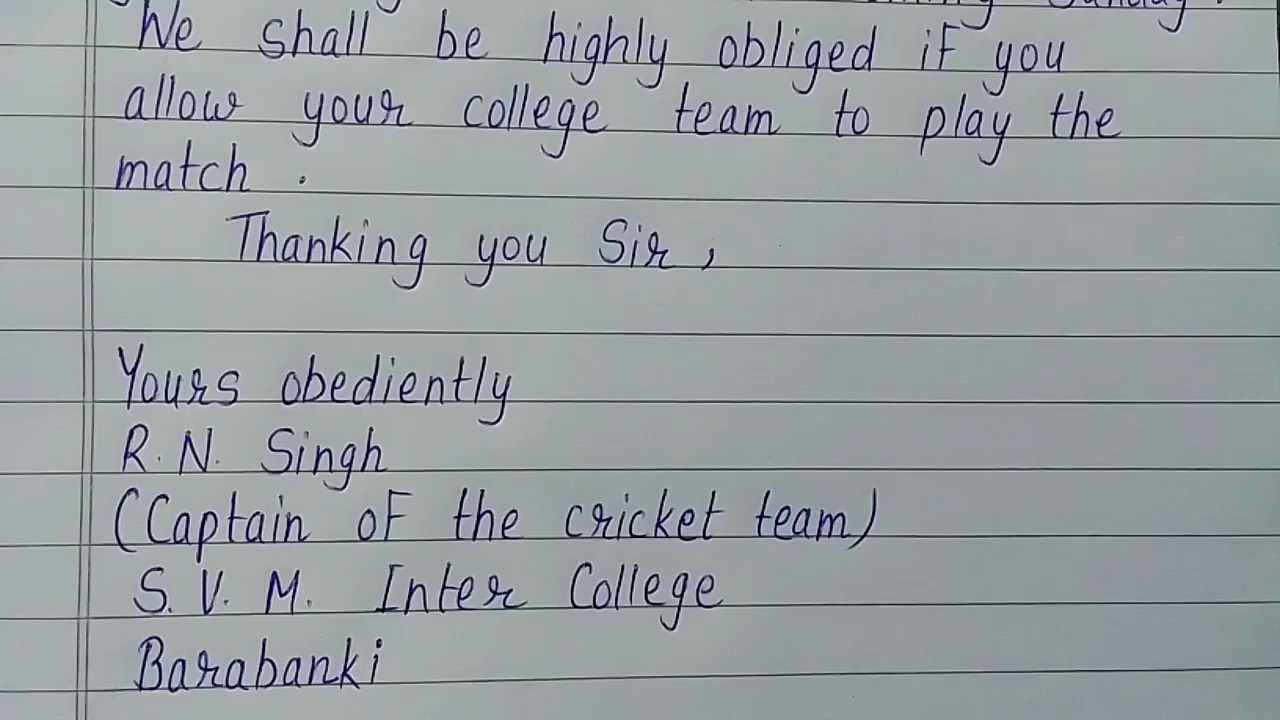 We shall be highly obliged if you
allow your college team to play the
match .
Thanking you Sir,
Yours obediently
R. N. Singh
(Captain of the cricket team)
S. V. M. Inter College
Barabanki